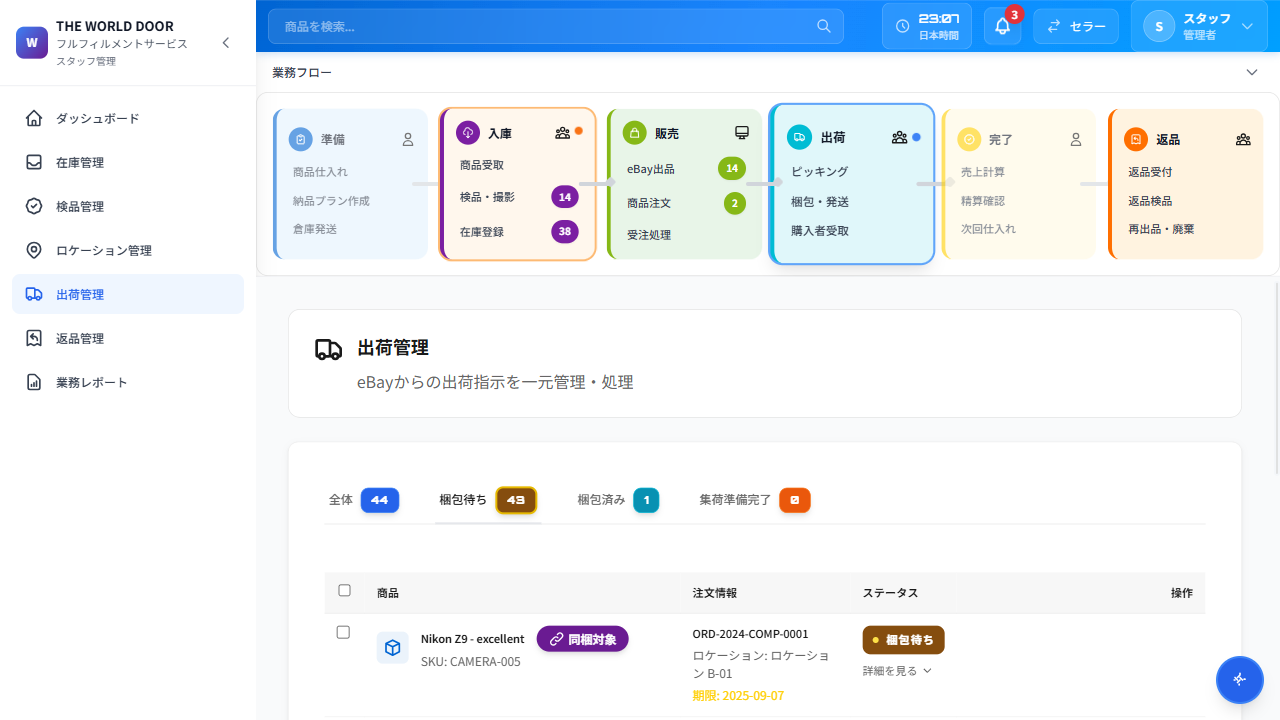 W
THE WORLD DOOR
フルフィルメントサービス
スタッフ管理
ダッシュボード
在庫管理
検品管理
ロケーション管理
出荷管理
返品管理
業務レポート
商品を検索...
23:07
日本時間
3
セラー
S
スタッフ
管理者
業務フロー
準備
商品仕入れ
納品プラン作成
倉庫発送
入庫
商品受取
検品・撮影 14
在庫登録 38
販売
eBay出品 14
商品注文 2
受注処理
出荷
ピッキング
梱包・発送
購入者受取
完了
売上計算
精算確認
次回仕入れ
返品
返品受付
返品検品
再出品・廃棄
出荷管理
eBayからの出荷指示を一元管理・処理
全体 44 梱包待ち 43 梱包済み 1 集荷準備完了 0
商品 注文情報 ステータス 操作
Nikon Z9 - excellent 同梱対象
SKU: CAMERA-005
ORD-2024-COMP-0001
ロケーション: ロケーショ
ン B-01
期限: 2025-09-07
梱包待ち
詳細を見る